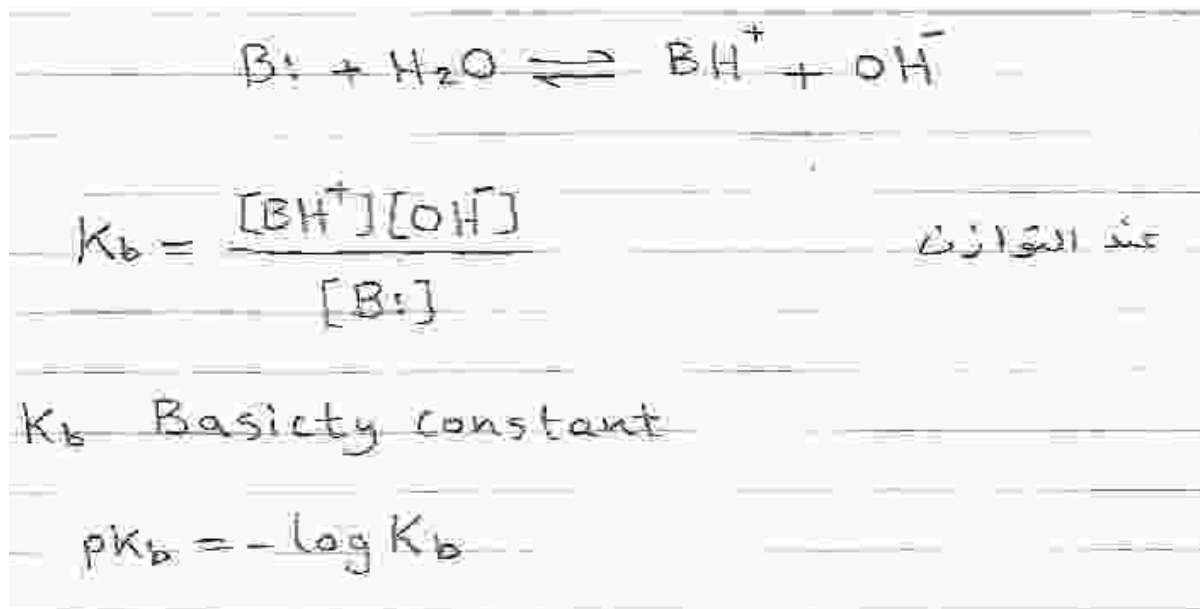 B: + H₂O ⇌ BH⁺ + OH⁻
Kb = [BH⁺][OH⁻] / [B:] عند التوازن
Kb Basicty constant
pKb = - log Kb